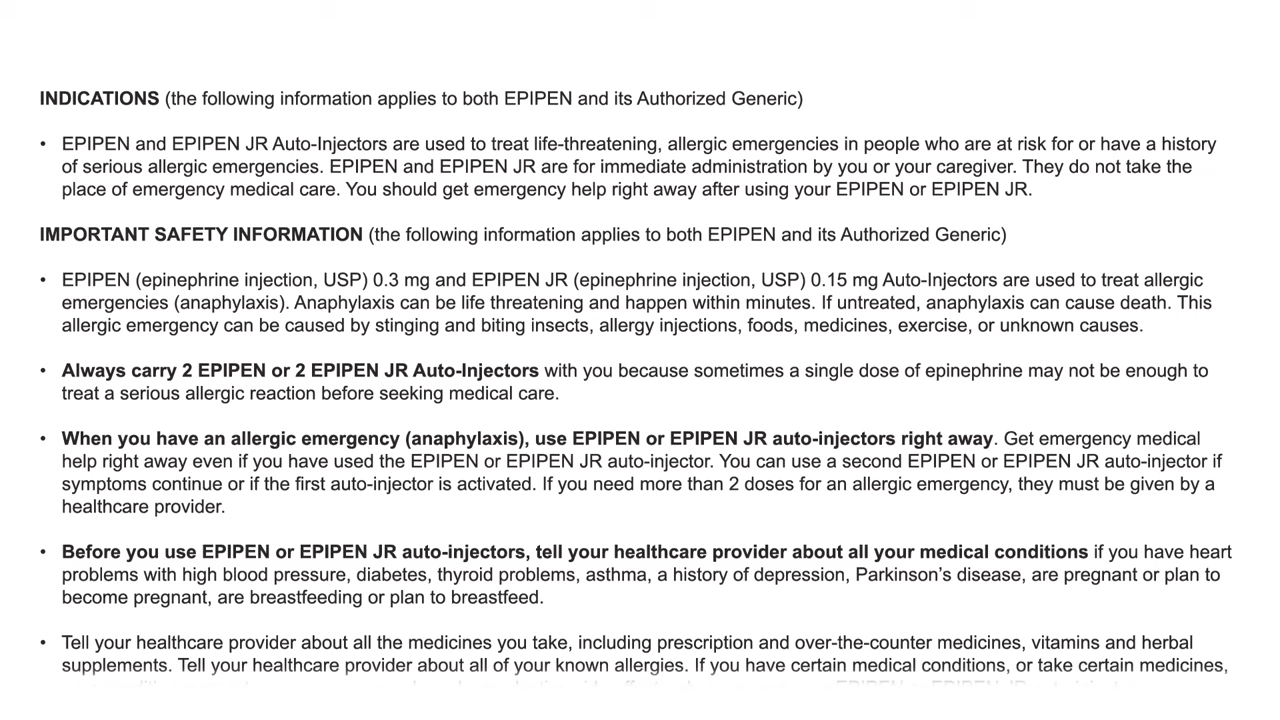 INDICATIONS (the following information applies to both EPIPEN and its Authorized Generic)
• EPIPEN and EPIPEN JR Auto-Injectors are used to treat life-threatening, allergic emergencies in people who are at risk for or have a history
of serious allergic emergencies. EPIPEN and EPIPEN JR are for immediate administration by you or your caregiver. They do not take the
place of emergency medical care. You should get emergency help right away after using your EPIPEN or EPIPEN JR.
IMPORTANT SAFETY INFORMATION (the following information applies to both EPIPEN and its Authorized Generic)
• EPIPEN (epinephrine injection, USP) 0.3 mg and EPIPEN JR (epinephrine injection, USP) 0.15 mg Auto-Injectors are used to treat allergic
emergencies (anaphylaxis). Anaphylaxis can be life threatening and happen within minutes. If untreated, anaphylaxis can cause death. This
allergic emergency can be caused by stinging and biting insects, allergy injections, foods, medicines, exercise, or unknown causes.
• Always carry 2 EPIPEN or 2 EPIPEN JR Auto-Injectors with you because sometimes a single dose of epinephrine may not be enough to
treat a serious allergic reaction before seeking medical care.
• When you have an allergic emergency (anaphylaxis), use EPIPEN or EPIPEN JR auto-injectors right away. Get emergency medical
help right away even if you have used the EPIPEN or EPIPEN JR auto-injector. You can use a second EPIPEN or EPIPEN JR auto-injector if
symptoms continue or if the first auto-injector is activated. If you need more than 2 doses for an allergic emergency, they must be given by a
healthcare provider.
• Before you use EPIPEN or EPIPEN JR auto-injectors, tell your healthcare provider about all your medical conditions if you have heart
problems with high blood pressure, diabetes, thyroid problems, asthma, a history of depression, Parkinson's disease, are pregnant or plan to
become pregnant, are breastfeeding or plan to breastfeed.
• Tell your healthcare provider about all the medicines you take, including prescription and over-the-counter medicines, vitamins and herbal
supplements. Tell your healthcare provider about all of your known allergies. If you have certain medical conditions, or take certain medicines,